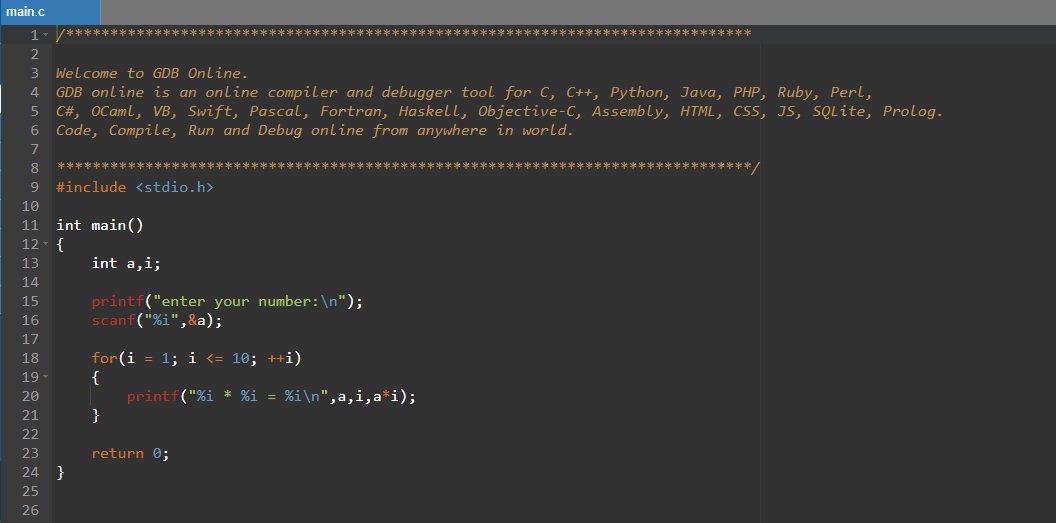 main.c
1 /******************************************************************************
2
3 Welcome to GDB Online.
4 GDB online is an online compiler and debugger tool for C, C++, Python, Java, PHP, Ruby, Perl,
5 C#, OCaml, VB, Swift, Pascal, Fortran, Haskell, Objective-C, Assembly, HTML, CSS, JS, SQLite, Prolog.
6 Code, Compile, Run and Debug online from anywhere in world.
7
8 *******************************************************************************/
9 #include <stdio.h>
10
11 int main()
12 {
13     int a,i;
14
15     printf("enter your number:\n");
16     scanf("%i",&a);
17
18     for(i = 1; i <= 10; ++i)
19     {
20         printf("%i * %i = %i\n",a,i,a*i);
21     }
22
23     return 0;
24 }
25
26